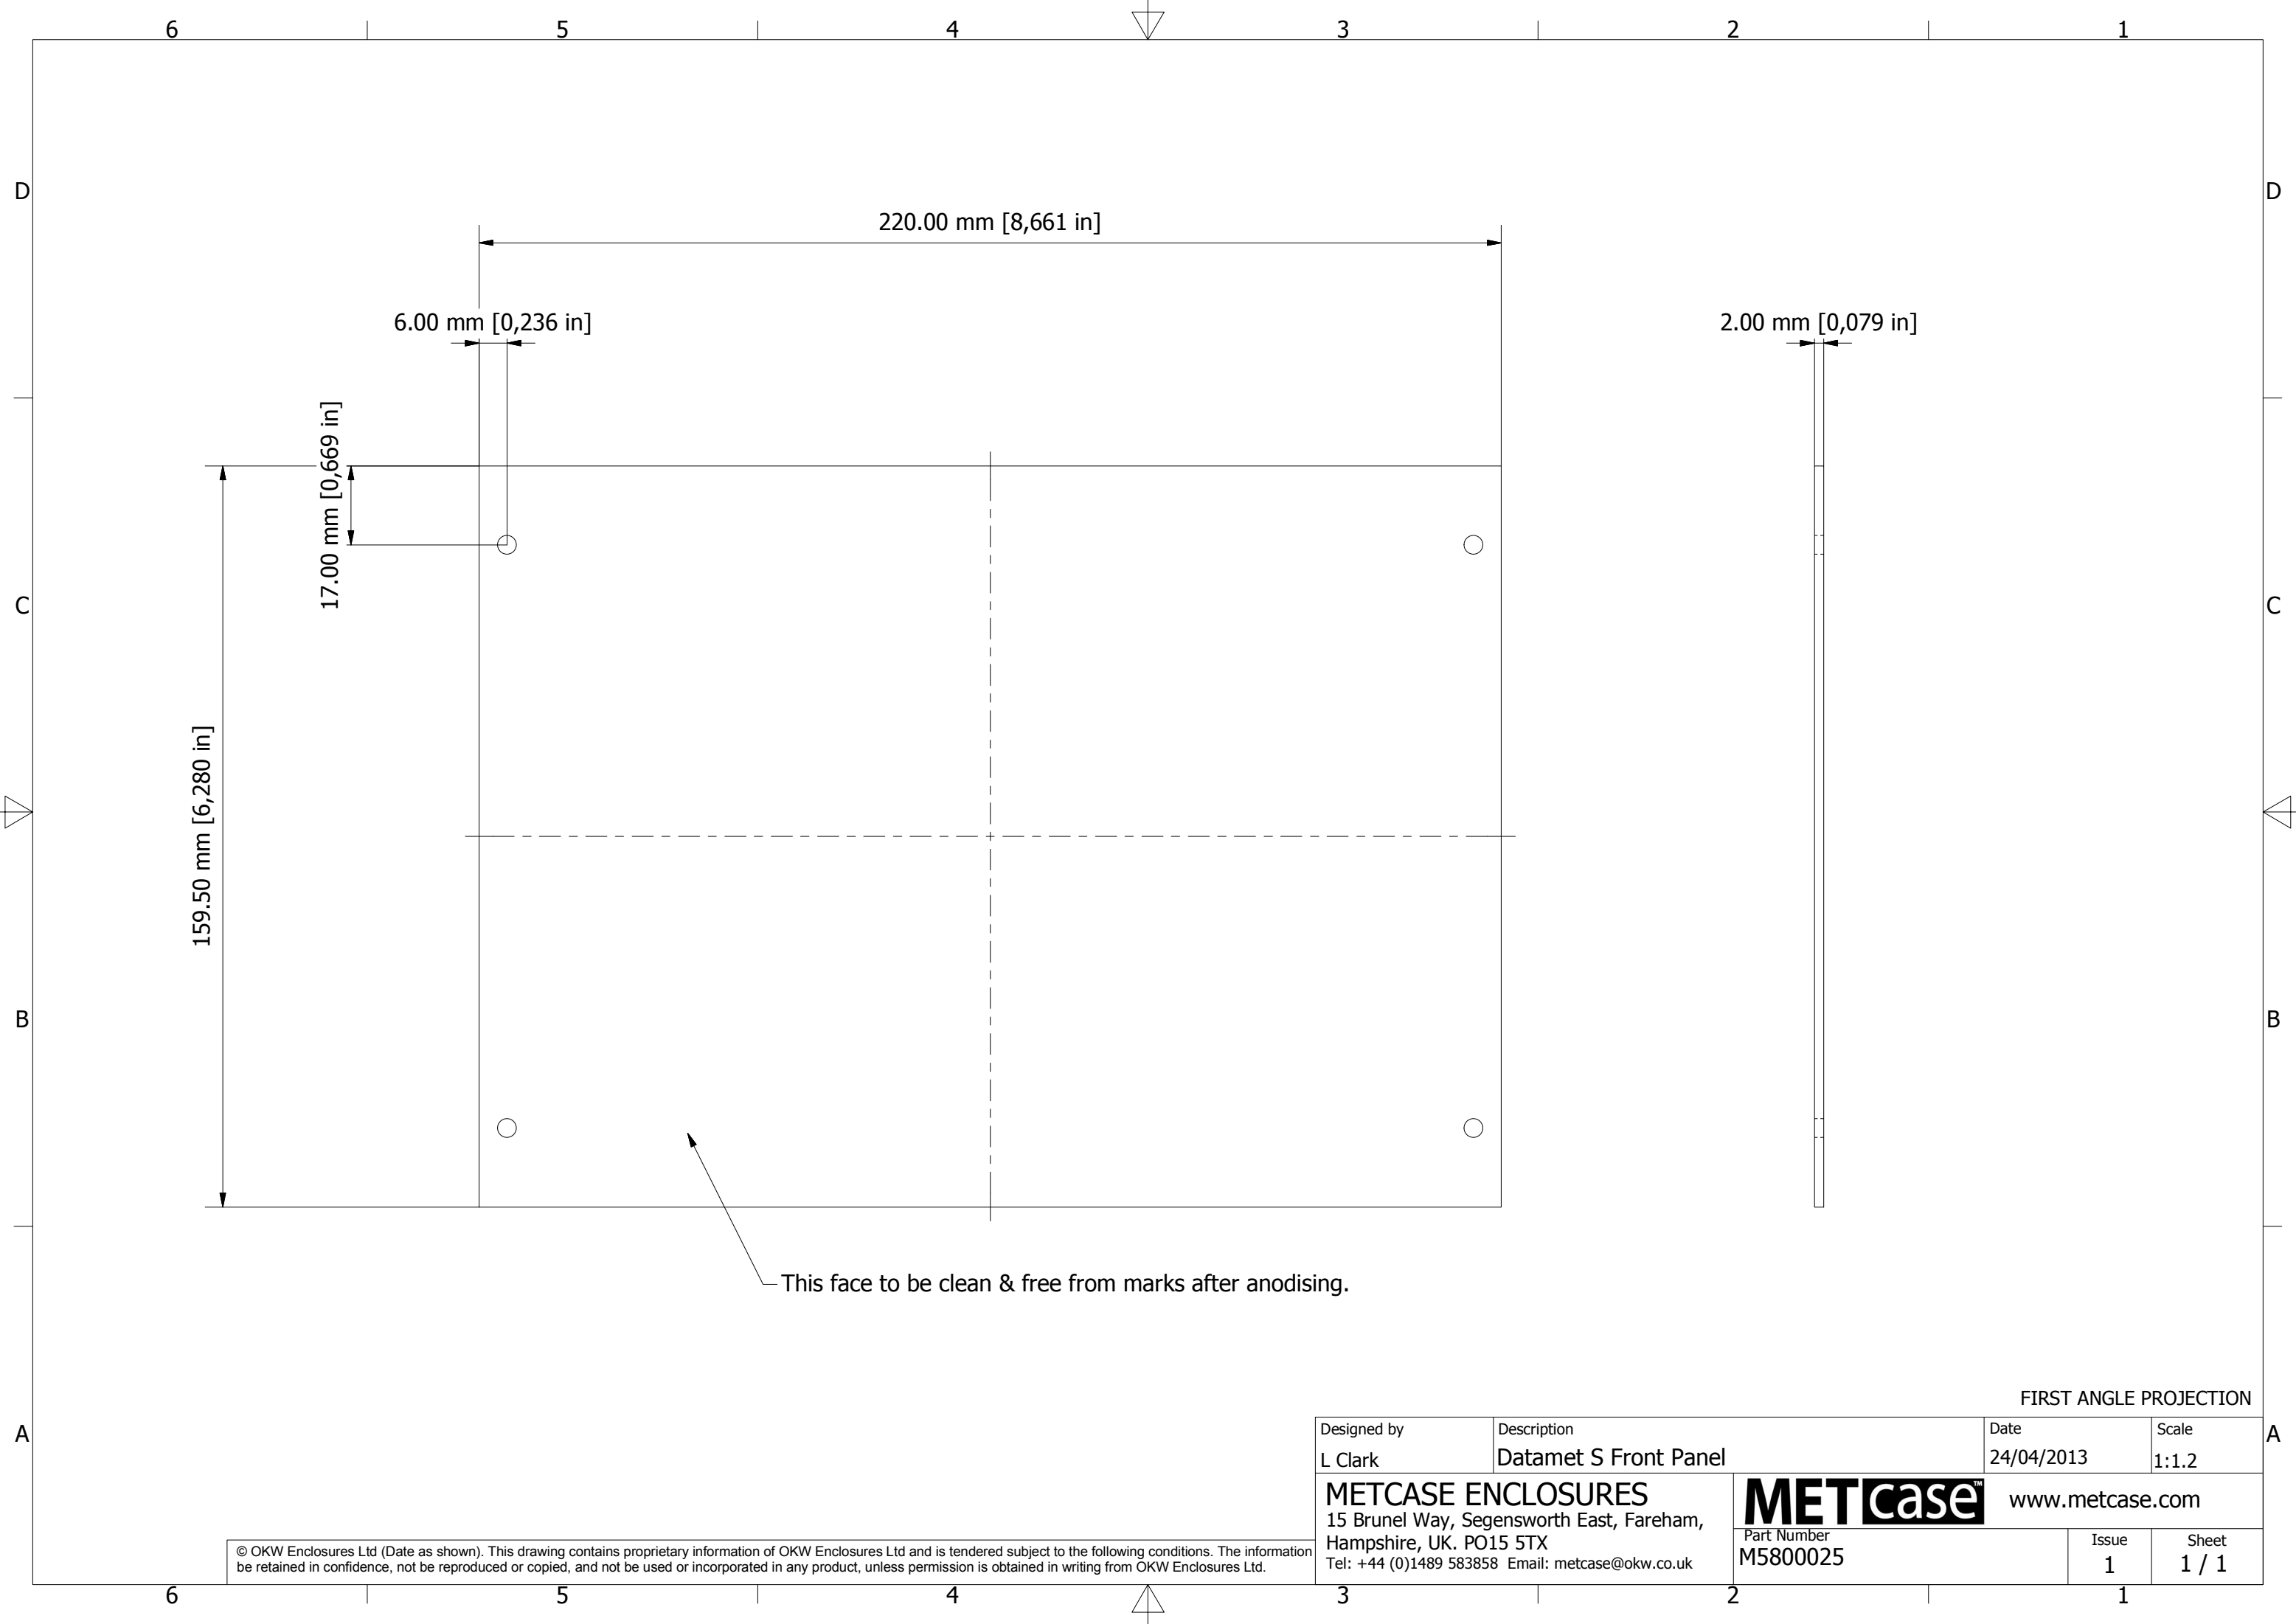 6 5 4 3 2 1
D D
220.00 mm [8,661 in]
6.00 mm [0,236 in]
2.00 mm [0,079 in]
17.00 mm [0,669 in]
C C
159.50 mm [6,280 in]
B B
This face to be clean & free from marks after anodising.
FIRST ANGLE PROJECTION
A A
Designed by
L Clark
Description
Datamet S Front Panel
Date
24/04/2013
Scale
1:1.2
METCASE ENCLOSURES
15 Brunel Way, Segensworth East, Fareham,
Hampshire, UK. PO15 5TX
Tel: +44 (0)1489 583858 Email: metcase@okw.co.uk
METcase™
www.metcase.com
Part Number
M5800025
Issue
1
Sheet
1 / 1
© OKW Enclosures Ltd (Date as shown). This drawing contains proprietary information of OKW Enclosures Ltd and is tendered subject to the following conditions. The information
be retained in confidence, not be reproduced or copied, and not be used or incorporated in any product, unless permission is obtained in writing from OKW Enclosures Ltd.
6 5 4 3 2 1